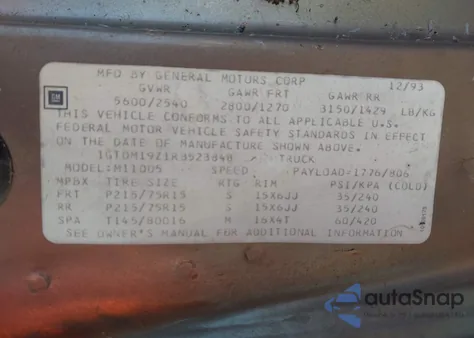 MFD BY GENERAL MOTORS CORP 12/93
GVWR GAWR FRT GAWR RR
5600/2540 2800/1270 3150/1429 LB/KG
GM
THIS VEHICLE CONFORMS TO ALL APPLICABLE U.S.
FEDERAL MOTOR VEHICLE SAFETY STANDARDS IN EFFECT
ON THE DATE OF MANUFACTURE SHOWN ABOVE.
1GTDM19Z1RB523848 TRUCK
MODEL:M11005 SPEED PAYLOAD:1776/806
MPBX TIRE SIZE RTG RIM PSI/KPA (COLD)
FRT P215/75R15 S 15X6JJ 35/240
RR P215/75R15 S 15X6JJ 35/240
SPA T145/80D16 M 16X4T 60/420
SEE OWNER'S MANUAL FOR ADDITIONAL INFORMATION
autoSnap